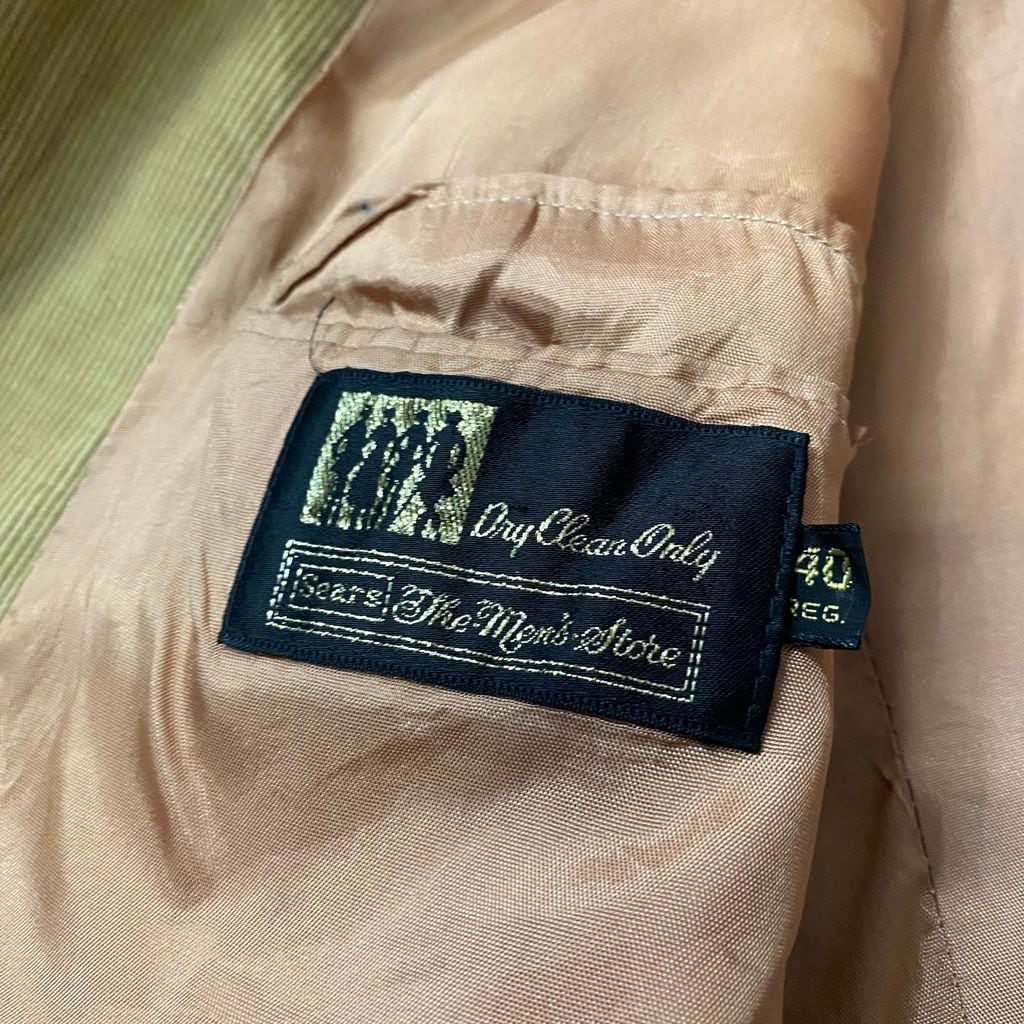 Dry Clean Only
Sears The Men's Store
40
REG.